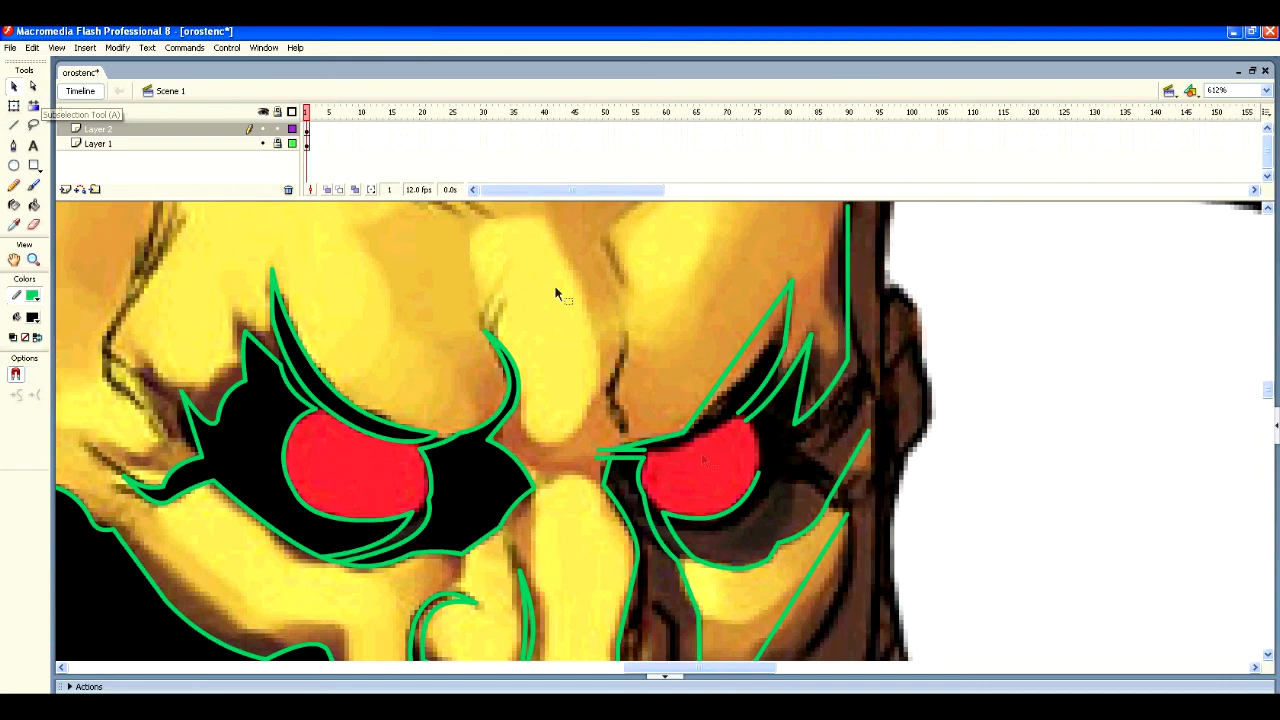 Macromedia Flash Professional 8 - [orostenc*]
File Edit View Insert Modify Text Commands Control Window Help
Tools
orostenc*
Timeline
Scene 1
612%
Subselection Tool (A)
1 5 10 15 20 25 30 35 40 45 50 55 60 65 70 75 80 85 90 95 100 105 110 115 120 125 130 135 140 145 150 155
Layer 2
Layer 1
1 12.0 fps 0.0s
View
Colors
Options
Actions